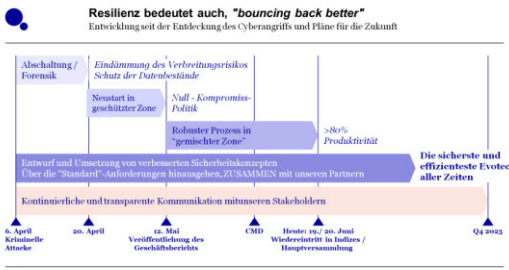 Resilienz bedeutet auch, "bouncing back better"
Entwicklung seit der Entdeckung des Cyberangriffs und Pläne für die Zukunft
Abschaltung /
Forensik
Eindämmung des Verbreitungsrisikos
Schutz der Datenbestände
Neustart in
geschützter Zone
Null - Kompromiss-
Politik
Robuster Prozess in
"gemischter Zone"
>80%
Produktivität
Entwurf und Umsetzung von verbesserten Sicherheitskonzepten
Über die "Standard"-Anforderungen hinausgehen, ZUSAMMEN mit unseren Partnern
Die sicherste und
effizienteste Evotec
aller Zeiten
Kontinuierliche und transparente Kommunikation mitunseren Stakeholdern
6. April
Kriminelle
Attacke
20. April
12. Mai
Veröffentlichung des
Geschäftsberichts
CMD
Heute: 19./ 20. Juni
Wiedereintritt in Indizes /
Hauptversammlung
Q4 2023